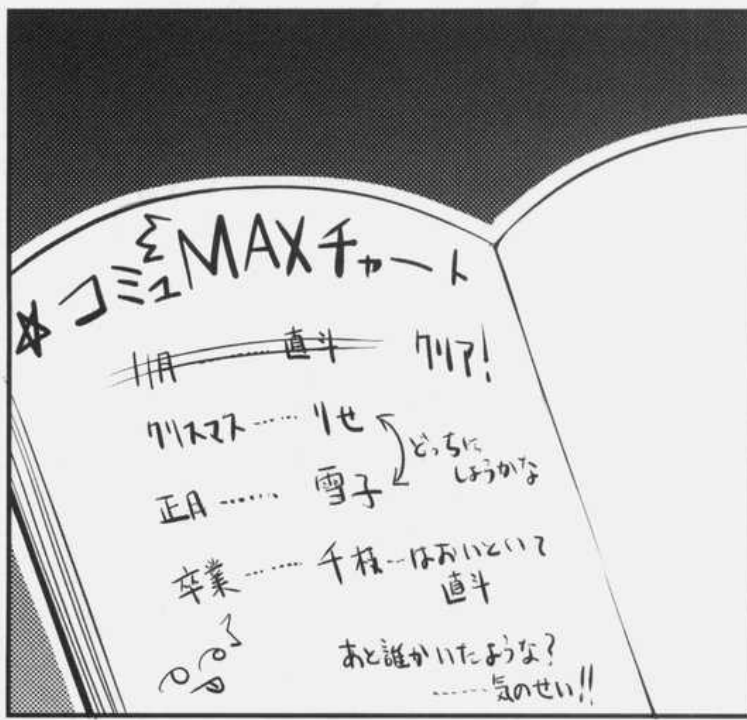 ☆コミュMAXチャート
11月………直斗 クリア!
クリスマス……りせ
どっちに
しようかな
正月……雪子
卒業……千枝…はおいといて
直斗
あと誰かいたような?
……気のせい!!